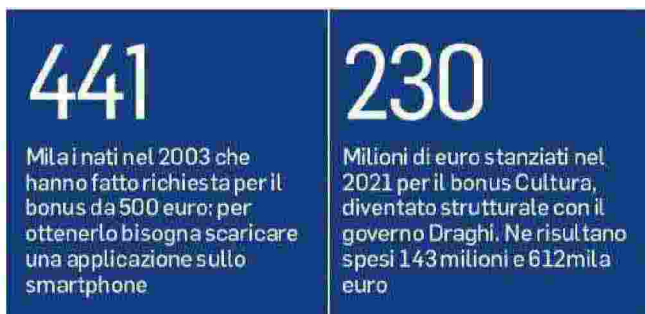 441
Mila i nati nel 2003 che
hanno fatto richiesta per il
bonus da 500 euro: per
ottenerlo bisogna scaricare
una applicazione sullo
smartphone
230
Milioni di euro stanziati nel
2021 per il bonus Cultura,
diventato strutturale con il
governo Draghi. Ne risultano
spesi 143 milioni e 612mila
euro